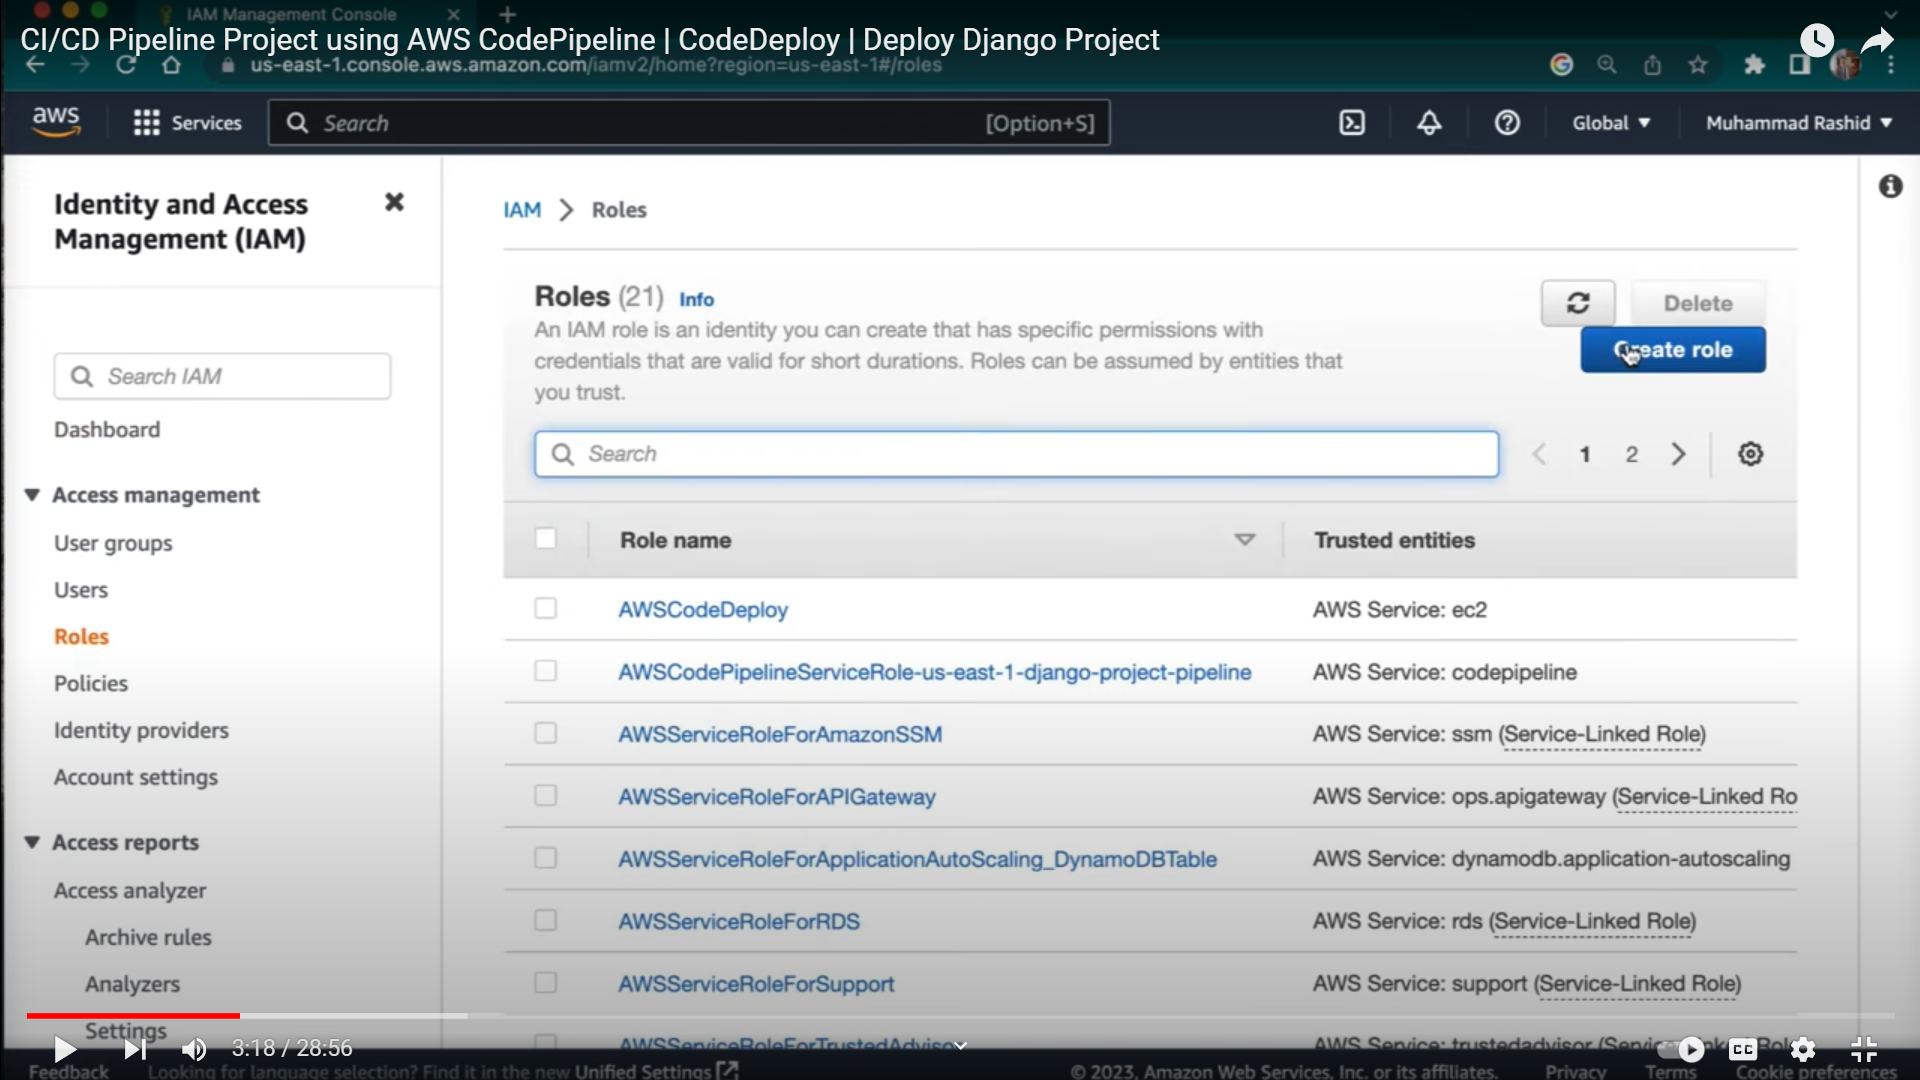 IAM Management Console
CI/CD Pipeline Project using AWS CodePipeline | CodeDeploy | Deploy Django Project
us-east-1.console.aws.amazon.com/iamv2/home?region=us-east-1#/roles
aws
Services
Search
[Option+S]
Global
Muhammad Rashid
Identity and Access
Management (IAM)
Search IAM
Dashboard
Access management
User groups
Users
Roles
Policies
Identity providers
Account settings
Access reports
Access analyzer
Archive rules
Analyzers
Settings
IAM > Roles
Roles (21) Info
An IAM role is an identity you can create that has specific permissions with
credentials that are valid for short durations. Roles can be assumed by entities that
you trust.
Delete
Create role
Search
1 2
Role name Trusted entities
AWSCodeDeploy AWS Service: ec2
AWSCodePipelineServiceRole-us-east-1-django-project-pipeline AWS Service: codepipeline
AWSServiceRoleForAmazonSSM AWS Service: ssm (Service-Linked Role)
AWSServiceRoleForAPIGateway AWS Service: ops.apigateway (Service-Linked Ro
AWSServiceRoleForApplicationAutoScaling_DynamoDBTable AWS Service: dynamodb.application-autoscaling
AWSServiceRoleForRDS AWS Service: rds (Service-Linked Role)
AWSServiceRoleForSupport AWS Service: support (Service-Linked Role)
AWSServiceRoleForTrustedAdviso AWS Service: trustedadvisor
3:18 / 28:56
CC
Feedback Looking for language selection? Find it in the new Unified Settings
© 2023, Amazon Web Services, Inc. or its affiliates. Privacy Terms Cookie preferences